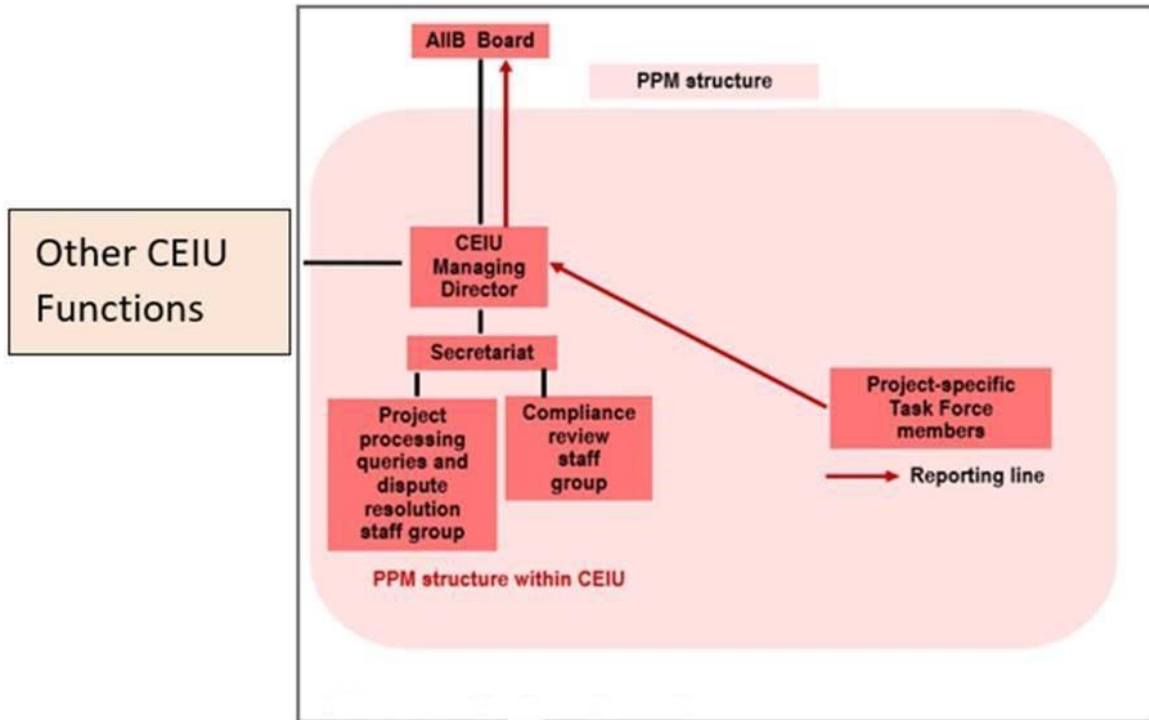 AIIB Board
PPM structure
Other CEIU
Functions
CEIU
Managing
Director
Secretariat
Project
processing
queries and
dispute
resolution
staff group
Compliance
review
staff
group
Project-specific
Task Force
members
Reporting line
PPM structure within CEIU